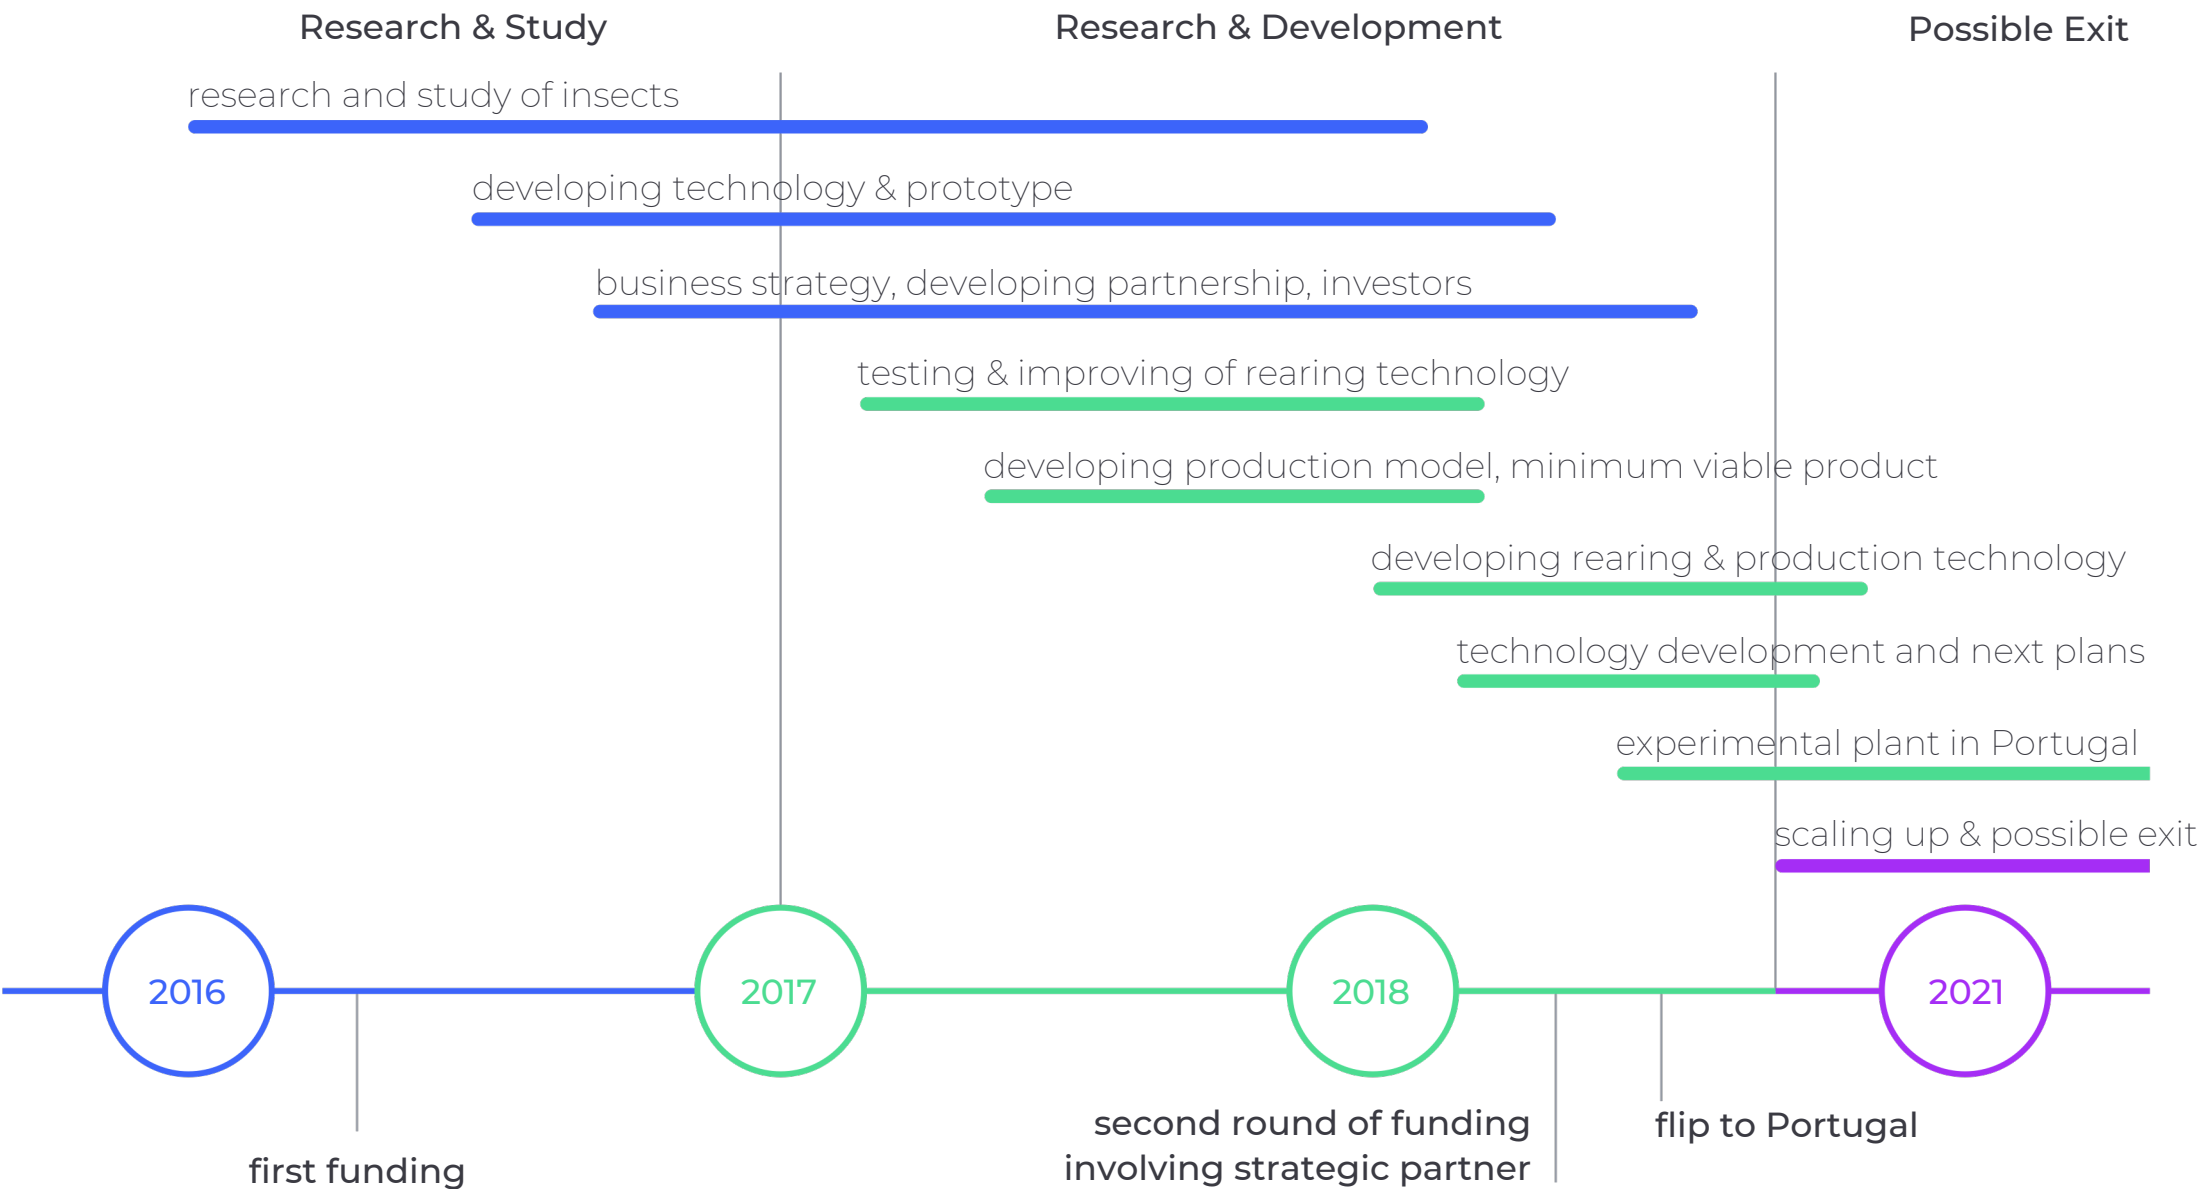 Research & Study
Research & Development
Possible Exit
research and study of insects
developing technology & prototype
business strategy, developing partnership, investors
testing & improving of rearing technology
developing production model, minimum viable product
developing rearing & production technology
technology development and next plans
experimental plant in Portugal
scaling up & possible exit
2016
2017
2018
2021
first funding
second round of funding
involving strategic partner
flip to Portugal